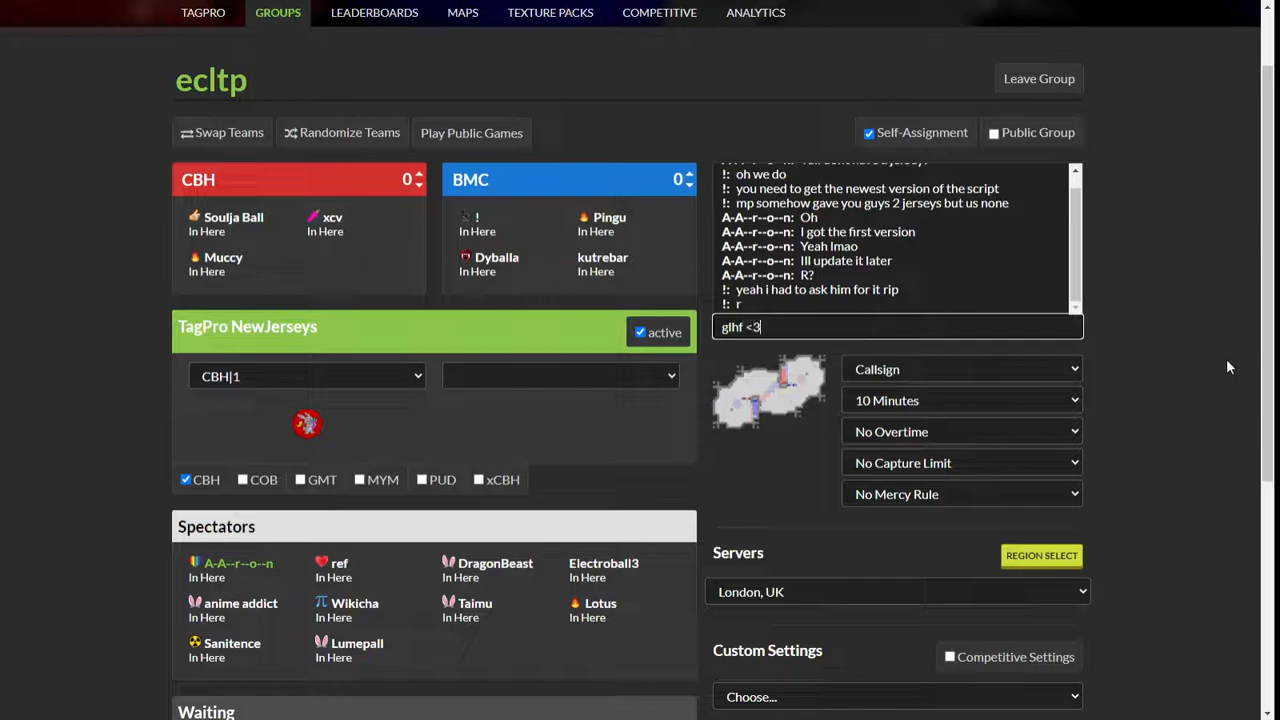 TAGPRO GROUPS LEADERBOARDS MAPS TEXTURE PACKS COMPETITIVE ANALYTICS
ecltp
Leave Group
Swap Teams Randomize Teams Play Public Games
Self-Assignment Public Group
CBH 0
Soulja Ball
In Here
xcv
In Here
Muccy
In Here
BMC 0
!
In Here
Pingu
In Here
Dyballa
In Here
kutrebar
In Here
!: oh we do
!: you need to get the newest version of the script
!: mp somehow gave you guys 2 jerseys but us none
A-A--r--o--n: Oh
A-A--r--o--n: I got the first version
A-A--r--o--n: Yeah lmao
A-A--r--o--n: Ill update it later
A-A--r--o--n: R?
!: yeah i had to ask him for it rip
!: r
glhf <3
TagPro NewJerseys
active
CBH|1
CBH COB GMT MYM PUD xCBH
Callsign
10 Minutes
No Overtime
No Capture Limit
No Mercy Rule
Spectators
A-A--r--o--n
In Here
ref
In Here
DragonBeast
In Here
Electroball3
In Here
anime addict
In Here
Wikicha
In Here
Taimu
In Here
Lotus
In Here
Sanitence
In Here
Lumepall
In Here
Waiting
Servers
REGION SELECT
London, UK
Custom Settings
Competitive Settings
Choose...